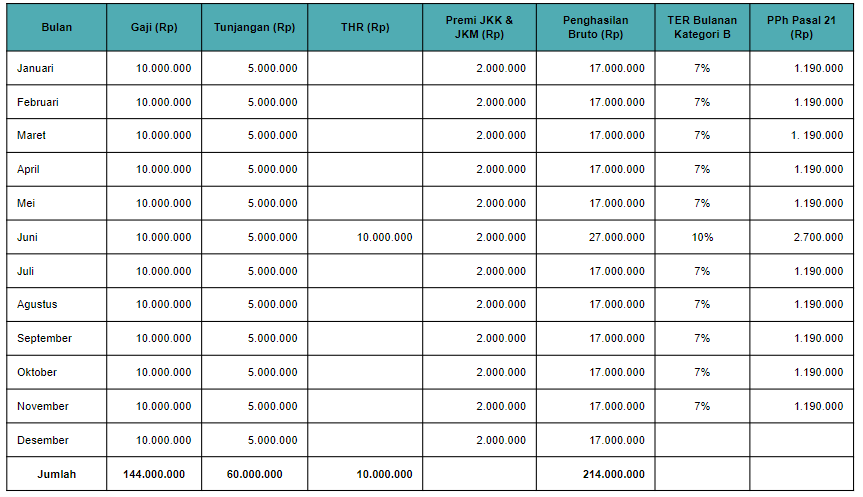 Bulan Gaji (Rp) Tunjangan (Rp) THR (Rp) Premi JKK & JKM (Rp) Penghasilan Bruto (Rp) TER Bulanan Kategori B PPh Pasal 21 (Rp)
Januari 10.000.000 5.000.000 2.000.000 17.000.000 7% 1.190.000
Februari 10.000.000 5.000.000 2.000.000 17.000.000 7% 1.190.000
Maret 10.000.000 5.000.000 2.000.000 17.000.000 7% 1. 190.000
April 10.000.000 5.000.000 2.000.000 17.000.000 7% 1.190.000
Mei 10.000.000 5.000.000 2.000.000 17.000.000 7% 1.190.000
Juni 10.000.000 5.000.000 10.000.000 2.000.000 27.000.000 10% 2.700.000
Juli 10.000.000 5.000.000 2.000.000 17.000.000 7% 1.190.000
Agustus 10.000.000 5.000.000 2.000.000 17.000.000 7% 1.190.000
September 10.000.000 5.000.000 2.000.000 17.000.000 7% 1.190.000
Oktober 10.000.000 5.000.000 2.000.000 17.000.000 7% 1.190.000
November 10.000.000 5.000.000 2.000.000 17.000.000 7% 1.190.000
Desember 10.000.000 5.000.000 2.000.000 17.000.000
Jumlah 144.000.000 60.000.000 10.000.000 214.000.000